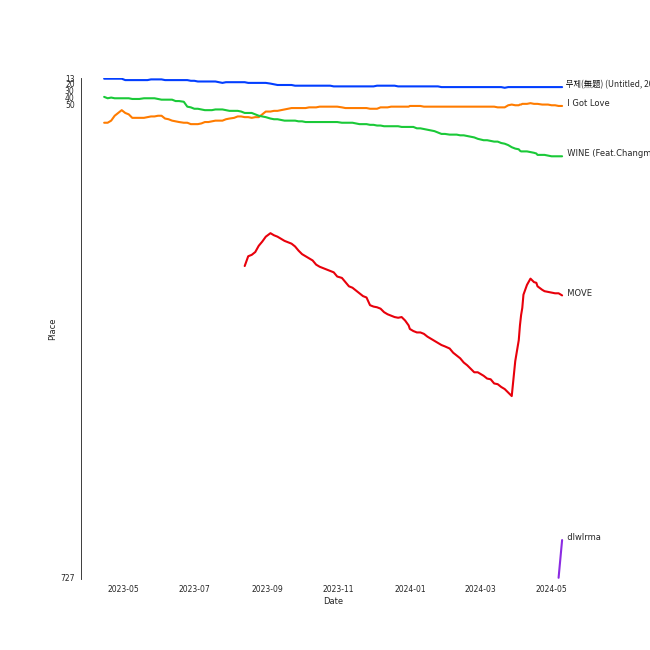 13
20
30
40
50
무제(無題) (Untitled, 20
I Got Love
WINE (Feat.Changm
MOVE
dlwlrma
727
Place
2023-05
2023-07
2023-09
2023-11
2024-01
2024-03
2024-05
Date